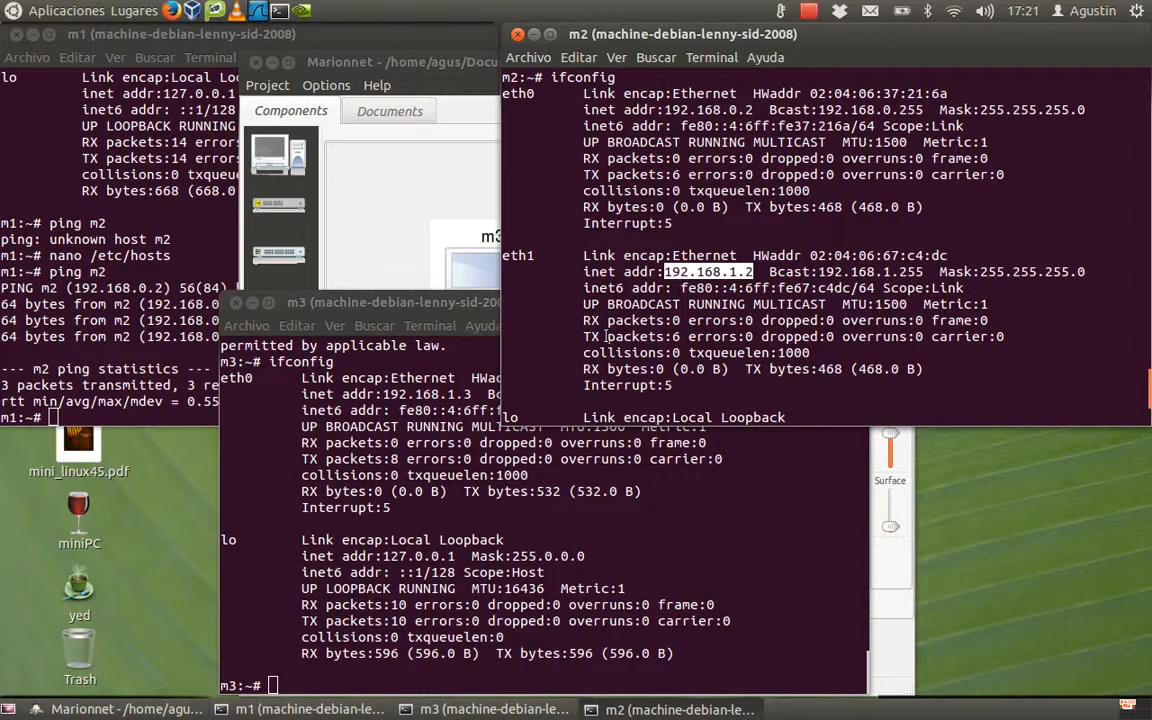 Aplicaciones Lugares
17:21
Agustin
m1 (machine-debian-lenny-sid-2008)
Archivo Editar Ver Buscar Terminal
lo Link encap:Local Lo
inet addr:127.0.0.1
inet6 addr: ::1/128
UP LOOPBACK RUNNING
RX packets:14 error
TX packets:14 error
collisions:0 txqueu
RX bytes:668 (668.0
m1:~# ping m2
ping: unknown host m2
m1:~# nano /etc/hosts
m1:~# ping m2
PING m2 (192.168.0.2) 56(84)
64 bytes from m2 (192.168.0.
64 bytes from m2 (192.168.0.
64 bytes from m2 (192.168.0.
--- m2 ping statistics ---
3 packets transmitted, 3 re
rtt min/avg/max/mdev = 0.55
m1:~#
Marionnet - /home/agus/Docu
Project Options Help
Components Documents
m3
m2 (machine-debian-lenny-sid-2008)
Archivo Editar Ver Buscar Terminal Ayuda
m2:~# ifconfig
eth0 Link encap:Ethernet HWaddr 02:04:06:37:21:6a
inet addr:192.168.0.2 Bcast:192.168.0.255 Mask:255.255.255.0
inet6 addr: fe80::4:6ff:fe37:216a/64 Scope:Link
UP BROADCAST RUNNING MULTICAST MTU:1500 Metric:1
RX packets:0 errors:0 dropped:0 overruns:0 frame:0
TX packets:6 errors:0 dropped:0 overruns:0 carrier:0
collisions:0 txqueuelen:1000
RX bytes:0 (0.0 B) TX bytes:468 (468.0 B)
Interrupt:5
eth1 Link encap:Ethernet HWaddr 02:04:06:67:c4:dc
inet addr:192.168.1.2 Bcast:192.168.1.255 Mask:255.255.255.0
inet6 addr: fe80::4:6ff:fe67:c4dc/64 Scope:Link
UP BROADCAST RUNNING MULTICAST MTU:1500 Metric:1
RX packets:0 errors:0 dropped:0 overruns:0 frame:0
TX packets:6 errors:0 dropped:0 overruns:0 carrier:0
collisions:0 txqueuelen:1000
RX bytes:0 (0.0 B) TX bytes:468 (468.0 B)
Interrupt:5
lo Link encap:Local Loopback
m3 (machine-debian-lenny-sid-200
Archivo Editar Ver Buscar Terminal Ayuda
permitted by applicable law.
m3:~# ifconfig
eth0 Link encap:Ethernet HWa
inet addr:192.168.1.3 Bc
inet6 addr: fe80::4:6ff:
UP BROADCAST RUNNING MULTICAST MTU:1500 Metric:1
RX packets:0 errors:0 dropped:0 overruns:0 frame:0
TX packets:8 errors:0 dropped:0 overruns:0 carrier:0
collisions:0 txqueuelen:1000
RX bytes:0 (0.0 B) TX bytes:532 (532.0 B)
Interrupt:5
lo Link encap:Local Loopback
inet addr:127.0.0.1 Mask:255.0.0.0
inet6 addr: ::1/128 Scope:Host
UP LOOPBACK RUNNING MTU:16436 Metric:1
RX packets:10 errors:0 dropped:0 overruns:0 frame:0
TX packets:10 errors:0 dropped:0 overruns:0 carrier:0
collisions:0 txqueuelen:0
RX bytes:596 (596.0 B) TX bytes:596 (596.0 B)
m3:~#
Surface
mini_linux45.pdf
miniPC
yed
Trash
Marionnet - /home/agu...
m1 (machine-debian-le...
m3 (machine-debian-le...
m2 (machine-debian-le...